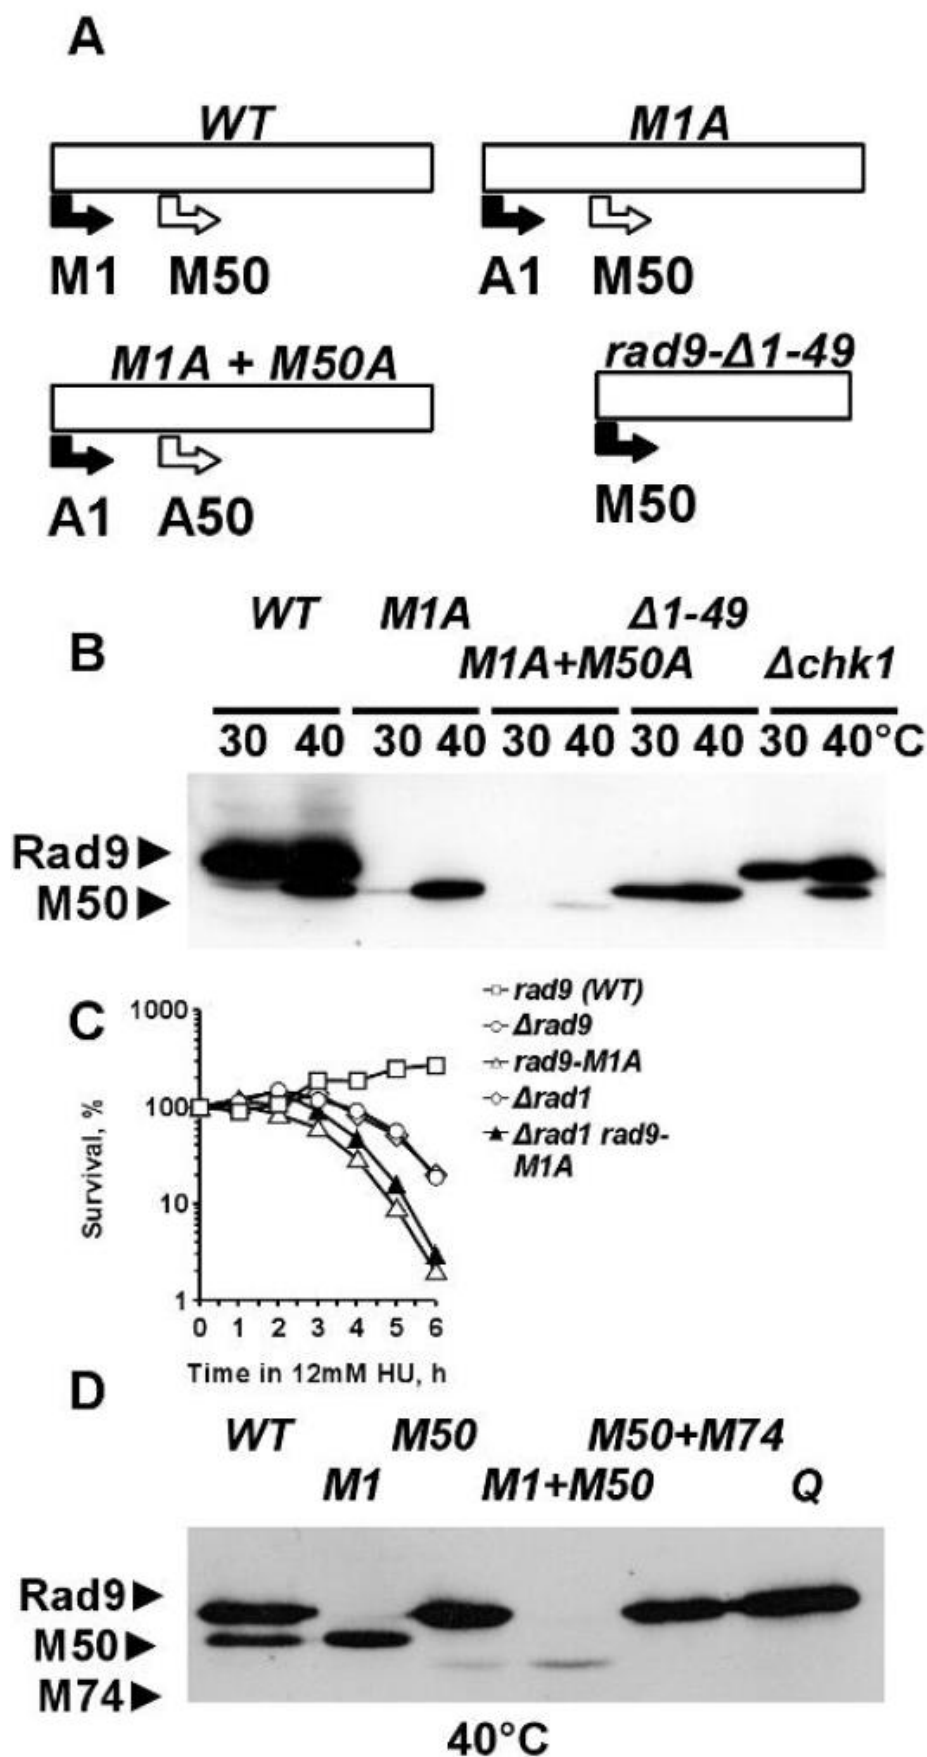 A
WT M1A
M1 M50 A1 M50
M1A + M50A rad9-Δ1-49
A1 A50 M50
B
WT M1A Δ1-49
M1A+M50A Δchk1
30 40 30 40 30 40 30 40 30 40°C
Rad9
M50
C
1000
100
10
1
Survival, %
0 1 2 3 4 5 6
Time in 12mM HU, h
rad9 (WT)
Δrad9
rad9-M1A
Δrad1
Δrad1 rad9-
M1A
D
WT M50 M50+M74
M1 M1+M50 Q
Rad9
M50
M74
40°C